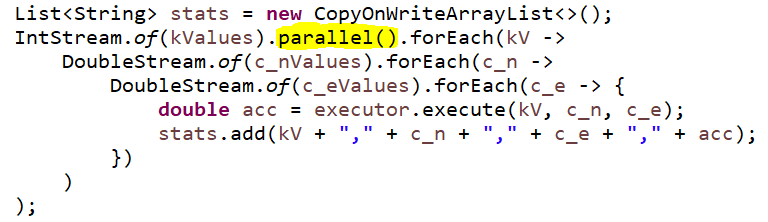 List<String> stats = new CopyOnWriteArrayList<>();
IntStream.of(kValues).parallel().forEach(kV ->
    DoubleStream.of(c_nValues).forEach(c_n ->
        DoubleStream.of(c_eValues).forEach(c_e -> {
            double acc = executor.execute(kV, c_n, c_e);
            stats.add(kV + "," + c_n + "," + c_e + "," + acc);
        })
    )
);